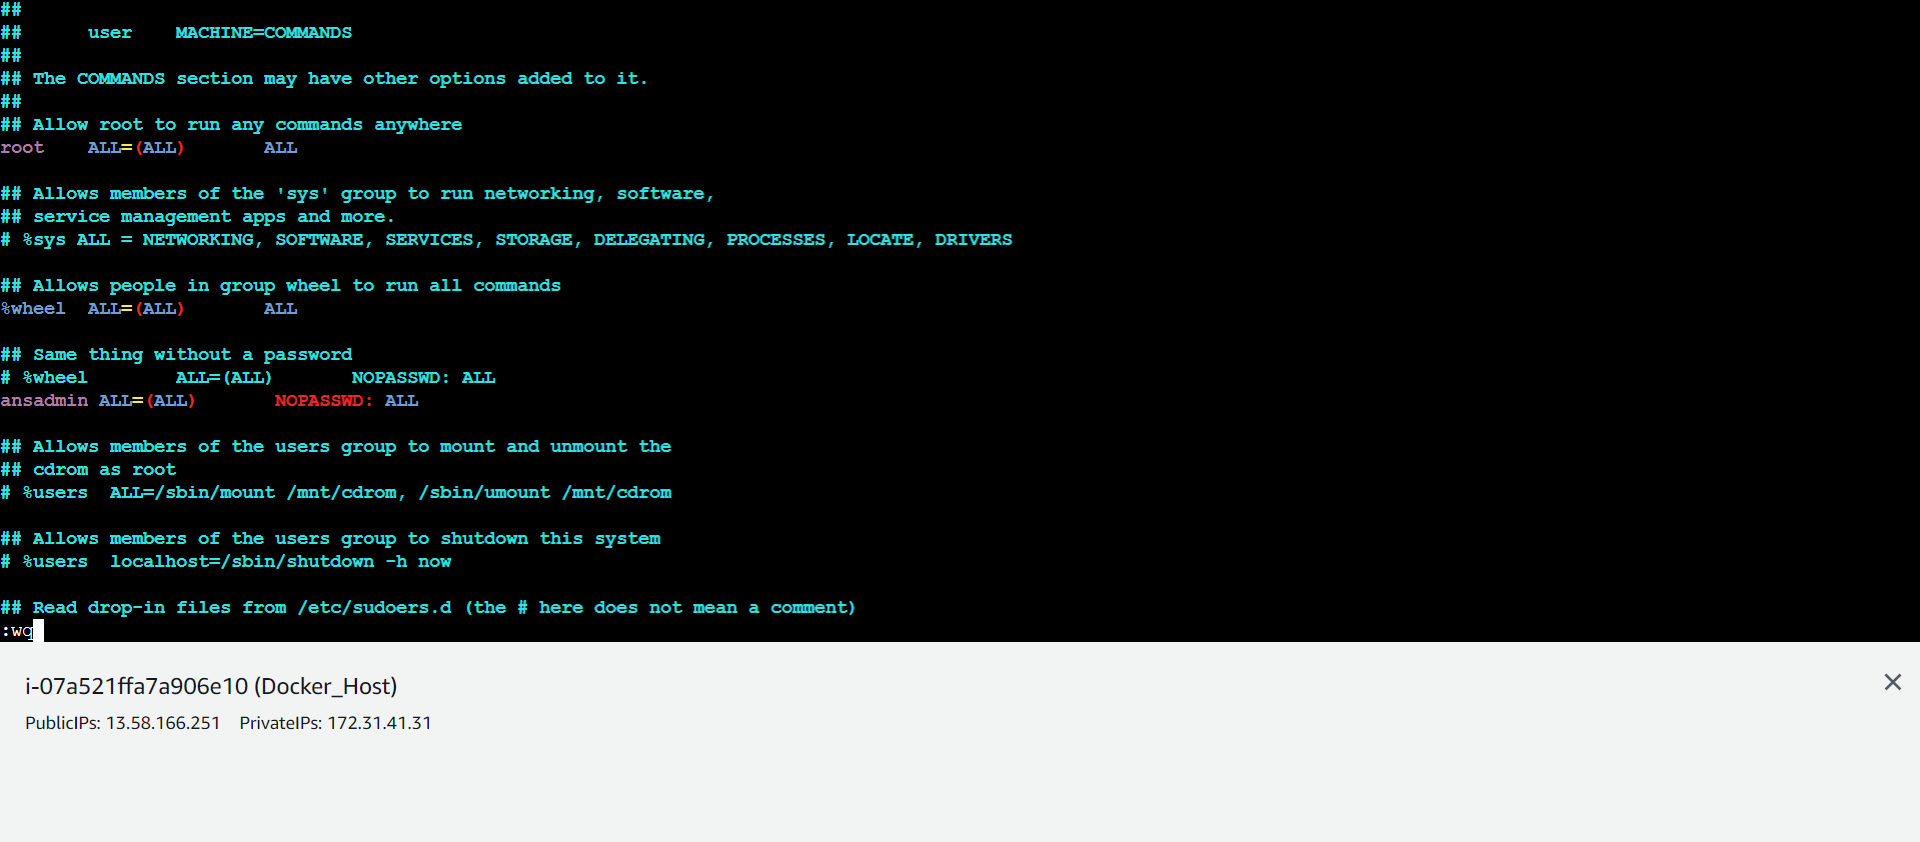 ##
##      user    MACHINE=COMMANDS
##
## The COMMANDS section may have other options added to it.
##
## Allow root to run any commands anywhere
root    ALL=(ALL)       ALL
## Allows members of the 'sys' group to run networking, software,
## service management apps and more.
# %sys ALL = NETWORKING, SOFTWARE, SERVICES, STORAGE, DELEGATING, PROCESSES, LOCATE, DRIVERS
## Allows people in group wheel to run all commands
%wheel  ALL=(ALL)       ALL
## Same thing without a password
# %wheel        ALL=(ALL)       NOPASSWD: ALL
ansadmin ALL=(ALL)       NOPASSWD: ALL
## Allows members of the users group to mount and unmount the
## cdrom as root
# %users  ALL=/sbin/mount /mnt/cdrom, /sbin/umount /mnt/cdrom
## Allows members of the users group to shutdown this system
# %users  localhost=/sbin/shutdown -h now
## Read drop-in files from /etc/sudoers.d (the # here does not mean a comment)
:wq
i-07a521ffa7a906e10 (Docker_Host)
PublicIPs: 13.58.166.251    PrivateIPs: 172.31.41.31